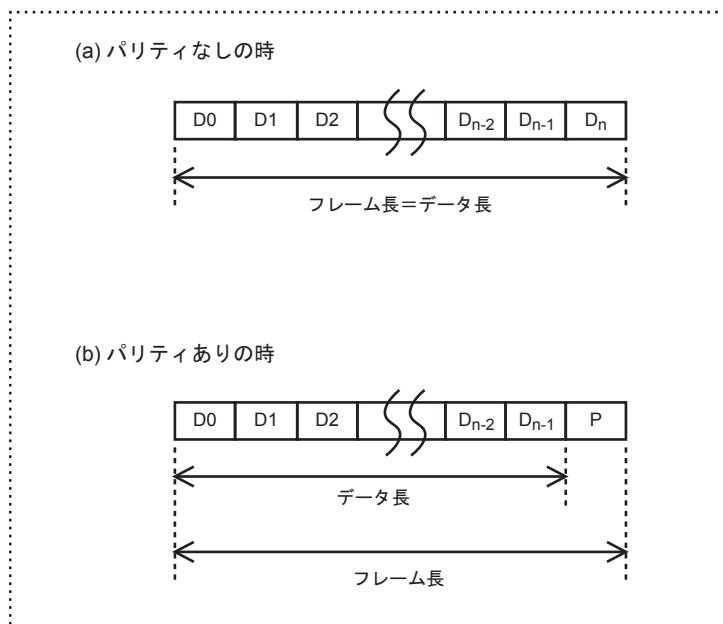 (a) パリティなしの時
D0 D1 D2 Dn-2 Dn-1 Dn
フレーム長＝データ長
(b) パリティありの時
D0 D1 D2 Dn-2 Dn-1 P
データ長
フレーム長